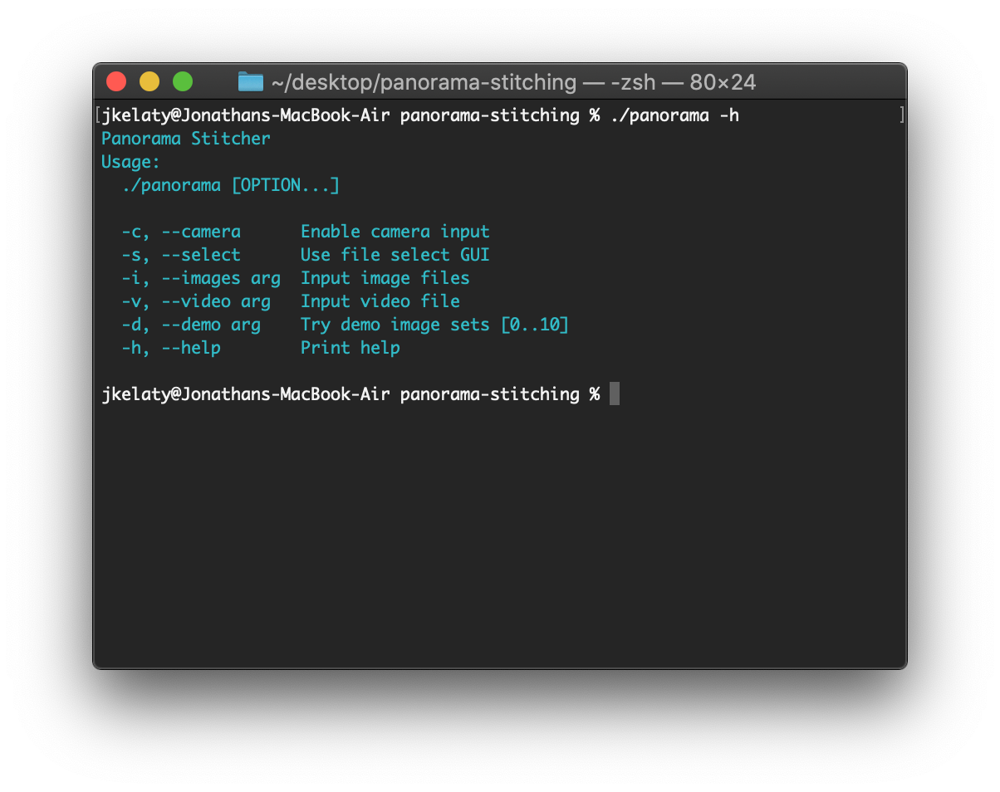 ~/desktop/panorama-stitching — -zsh — 80×24
[jkelaty@Jonathans-MacBook-Air panorama-stitching % ./panorama -h ]
Panorama Stitcher
Usage:
  ./panorama [OPTION...]

  -c, --camera      Enable camera input
  -s, --select      Use file select GUI
  -i, --images arg  Input image files
  -v, --video arg   Input video file
  -d, --demo arg    Try demo image sets [0..10]
  -h, --help        Print help

jkelaty@Jonathans-MacBook-Air panorama-stitching %